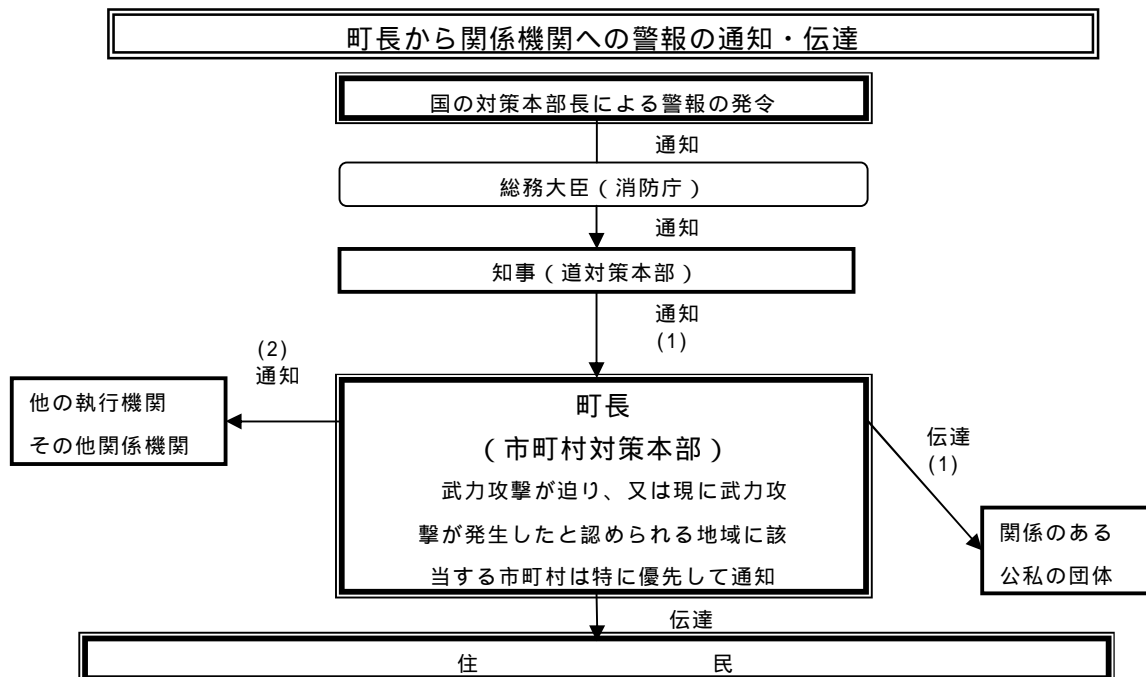 町長から関係機関への警報の通知・伝達
国の対策本部長による警報の発令
通知
総務大臣（消防庁）
通知
知事（道対策本部）
通知
(1)
(2)
通知
他の執行機関
その他関係機関
町長
（市町村対策本部）
武力攻撃が迫り、又は現に武力攻
撃が発生したと認められる地域に該
当する市町村は特に優先して通知
伝達
(1)
関係のある
公私の団体
伝達
住　　　民